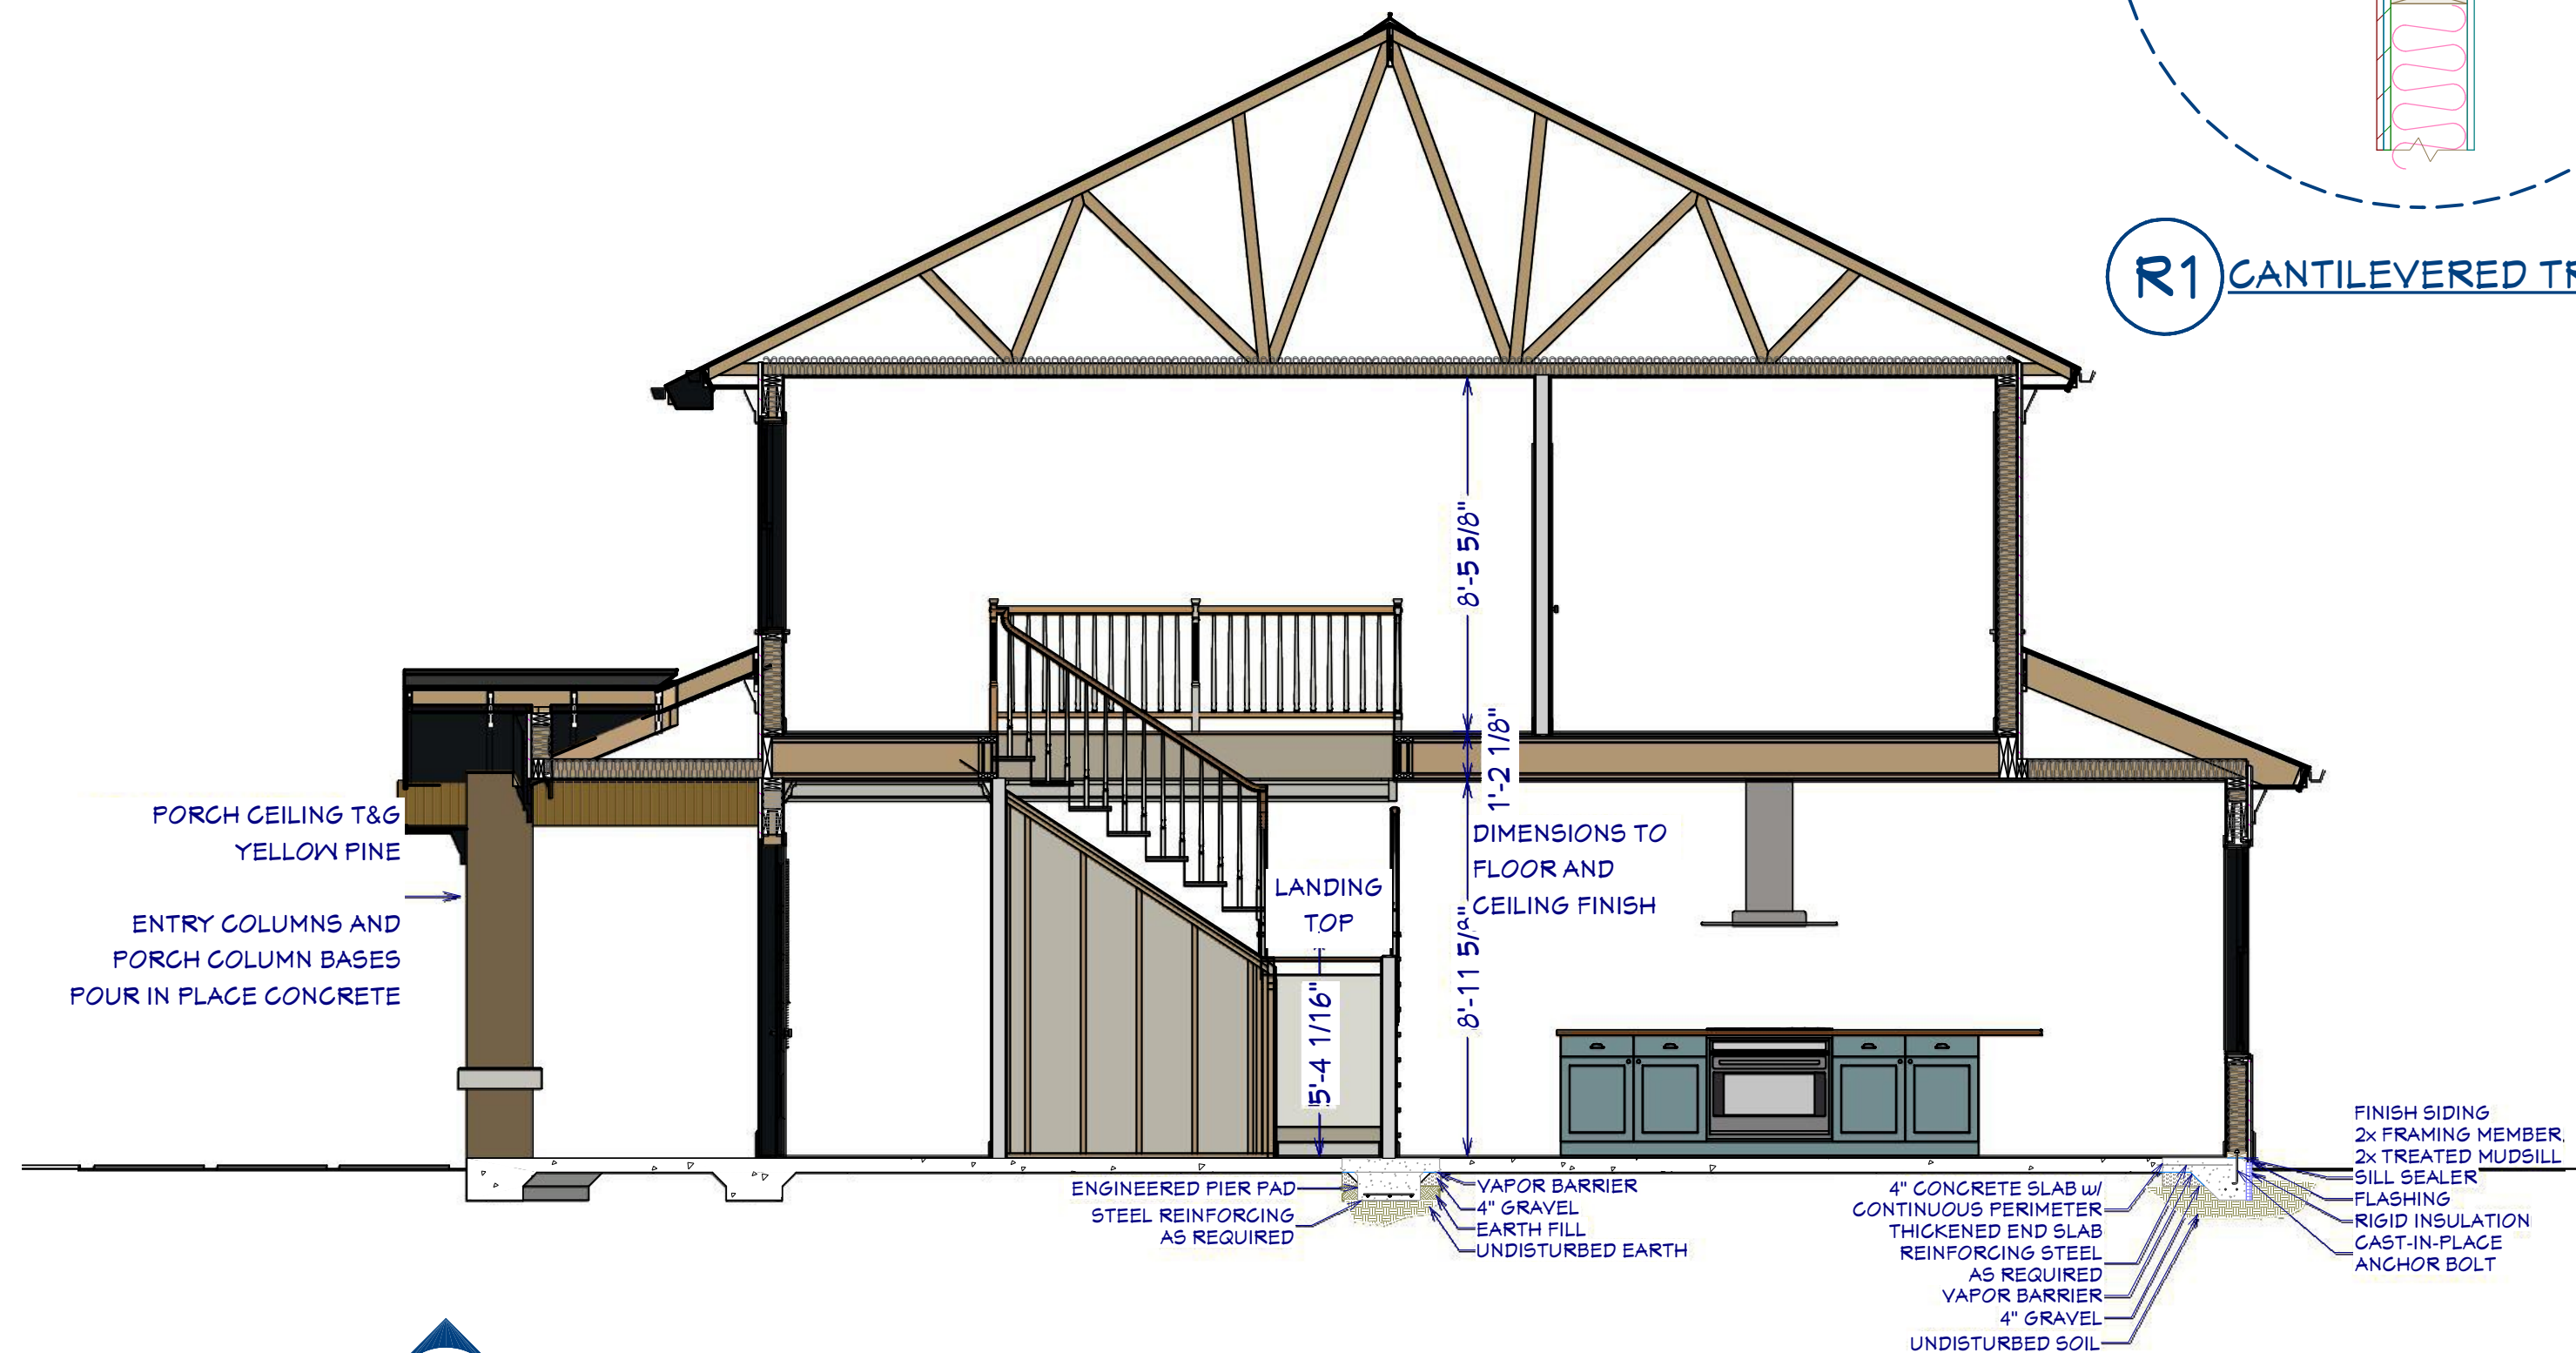 R1 CANTILEVERED TR
8'-5 5/8"
1'-2 1/8"
PORCH CEILING T&G
YELLOW PINE
ENTRY COLUMNS AND
PORCH COLUMN BASES
POUR IN PLACE CONCRETE
DIMENSIONS TO
FLOOR AND
CEILING FINISH
LANDING
TOP
8'-11 5/8"
5'-4 1/16"
ENGINEERED PIER PAD
STEEL REINFORCING
AS REQUIRED
VAPOR BARRIER
4" GRAVEL
EARTH FILL
UNDISTURBED EARTH
4" CONCRETE SLAB w/
CONTINUOUS PERIMETER
THICKENED END SLAB
REINFORCING STEEL
AS REQUIRED
VAPOR BARRIER
4" GRAVEL
UNDISTURBED SOIL
FINISH SIDING
2x FRAMING MEMBER
2x TREATED MUDSILL
SILL SEALER
FLASHING
RIGID INSULATION
CAST-IN-PLACE
ANCHOR BOLT